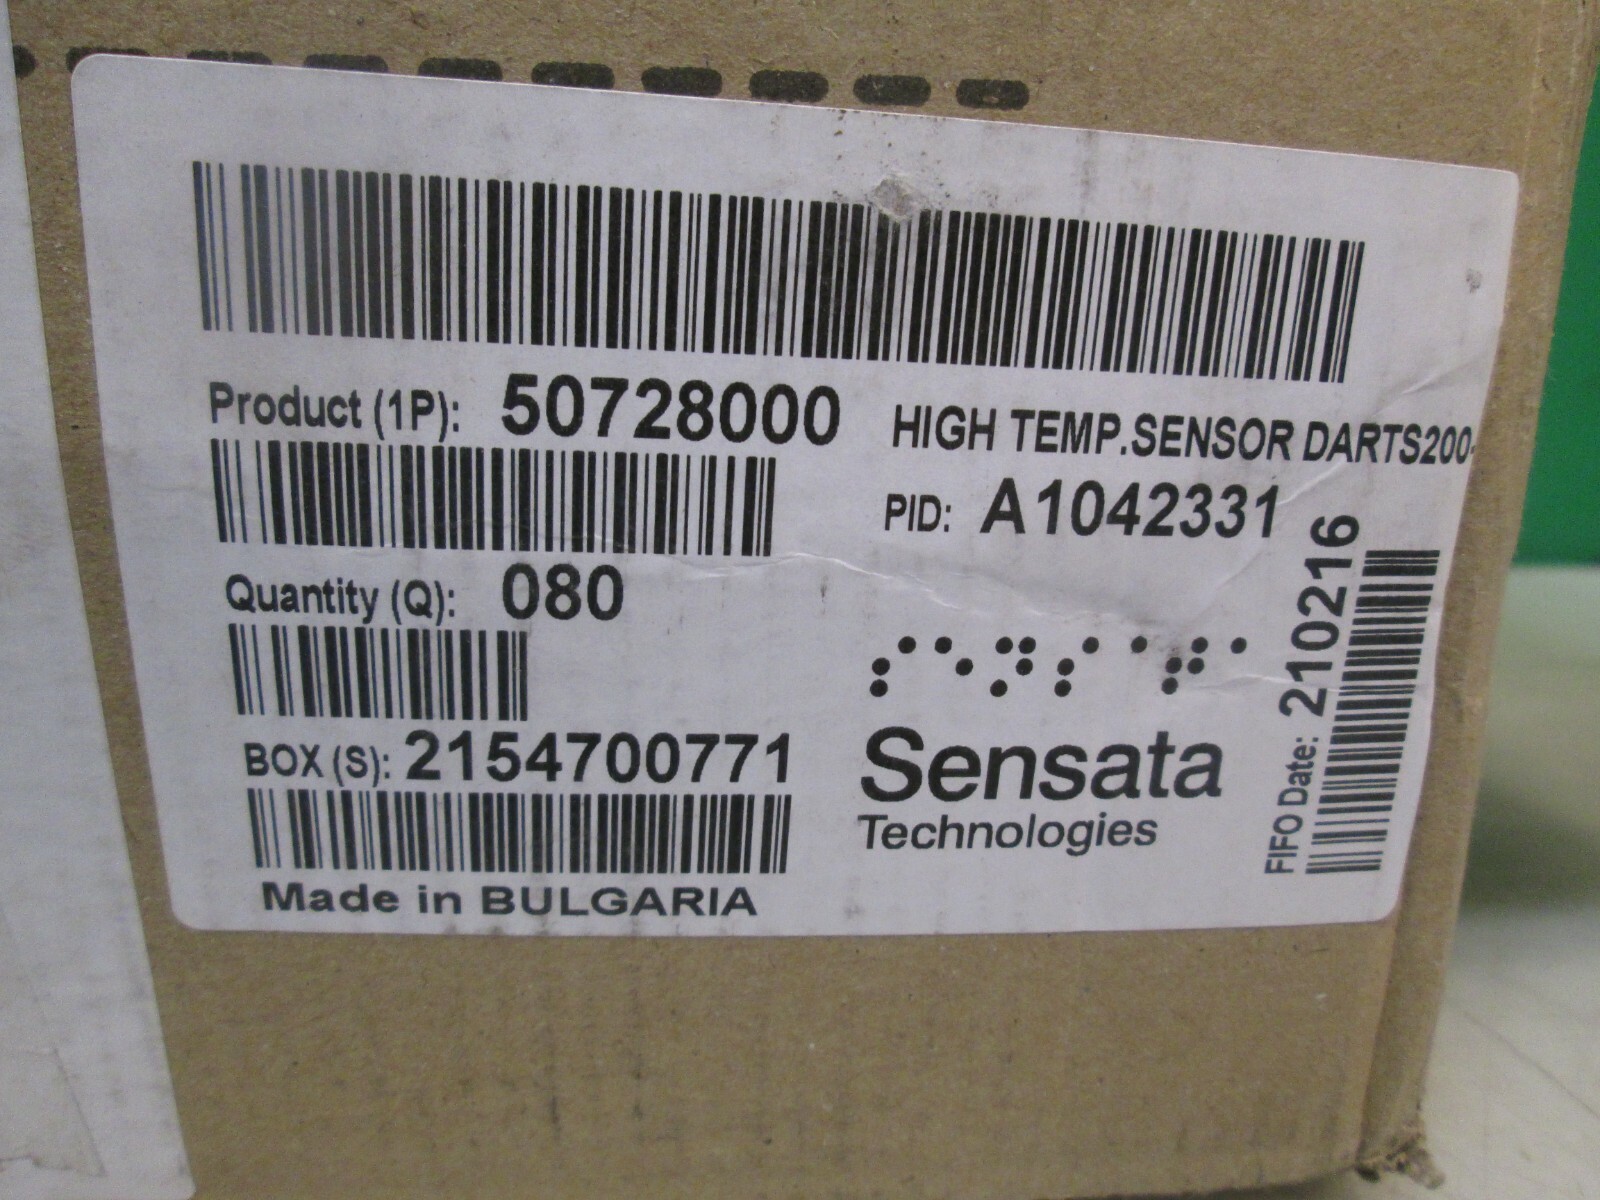 Product (1P): 50728000 HIGH TEMP.SENSOR DARTS200-
PID: A1042331
Quantity (Q): 080
BOX (S): 2154700771
Sensata
Technologies
Made in BULGARIA
FIFO Date: 210216